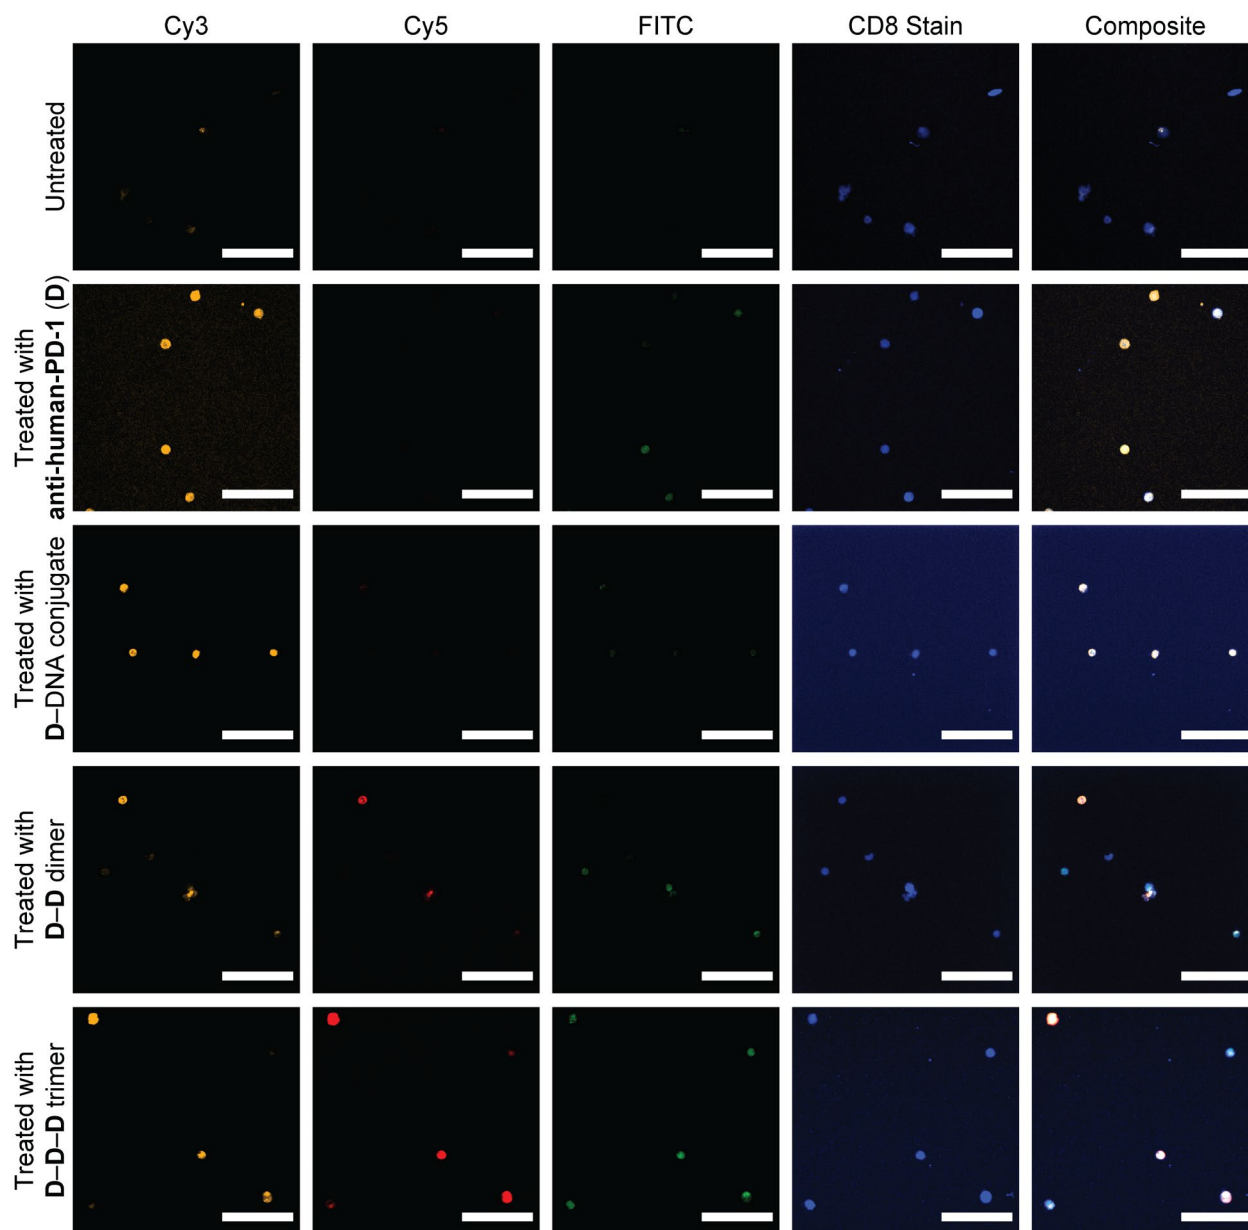 Cy3 Cy5 FITC CD8 Stain Composite
Untreated
Treated with
anti-human-PD-1 (D)
Treated with
D–DNA conjugate
Treated with
D–D dimer
Treated with
D–D–D trimer